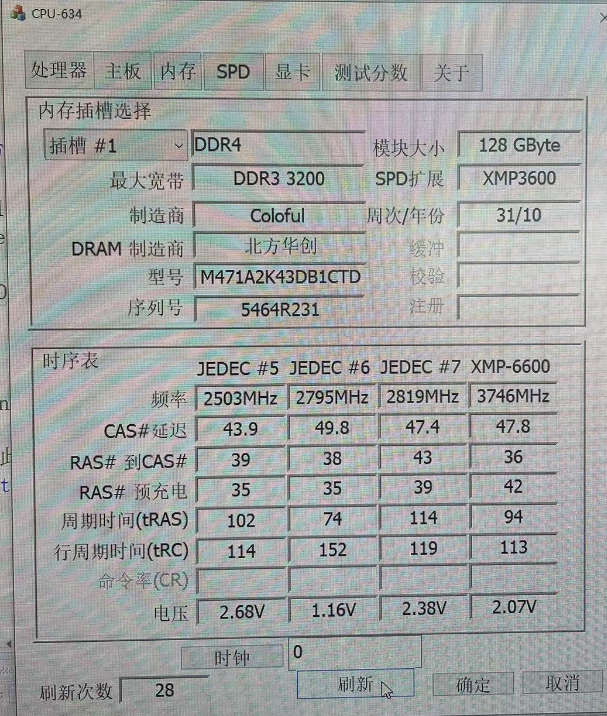 CPU-634
处理器 主板 内存 SPD 显卡 测试分数 关于
内存插槽选择
插槽 #1 DDR4 模块大小 128 GByte
最大宽带 DDR3 3200 SPD扩展 XMP3600
制造商 Coloful 周次/年份 31/10
DRAM 制造商 北方华创 缓冲
型号 M471A2K43DB1CTD 校验
序列号 5464R231 注册
时序表
JEDEC #5 JEDEC #6 JEDEC #7 XMP-6600
频率 2503MHz 2795MHz 2819MHz 3746MHz
CAS#延迟 43.9 49.8 47.4 47.8
RAS# 到CAS# 39 38 43 36
RAS# 预充电 35 35 39 42
周期时间(tRAS) 102 74 114 94
行周期时间(tRC) 114 152 119 113
命令率(CR)
电压 2.68V 1.16V 2.38V 2.07V
时钟 0
刷新次数 28 刷新 确定 取消